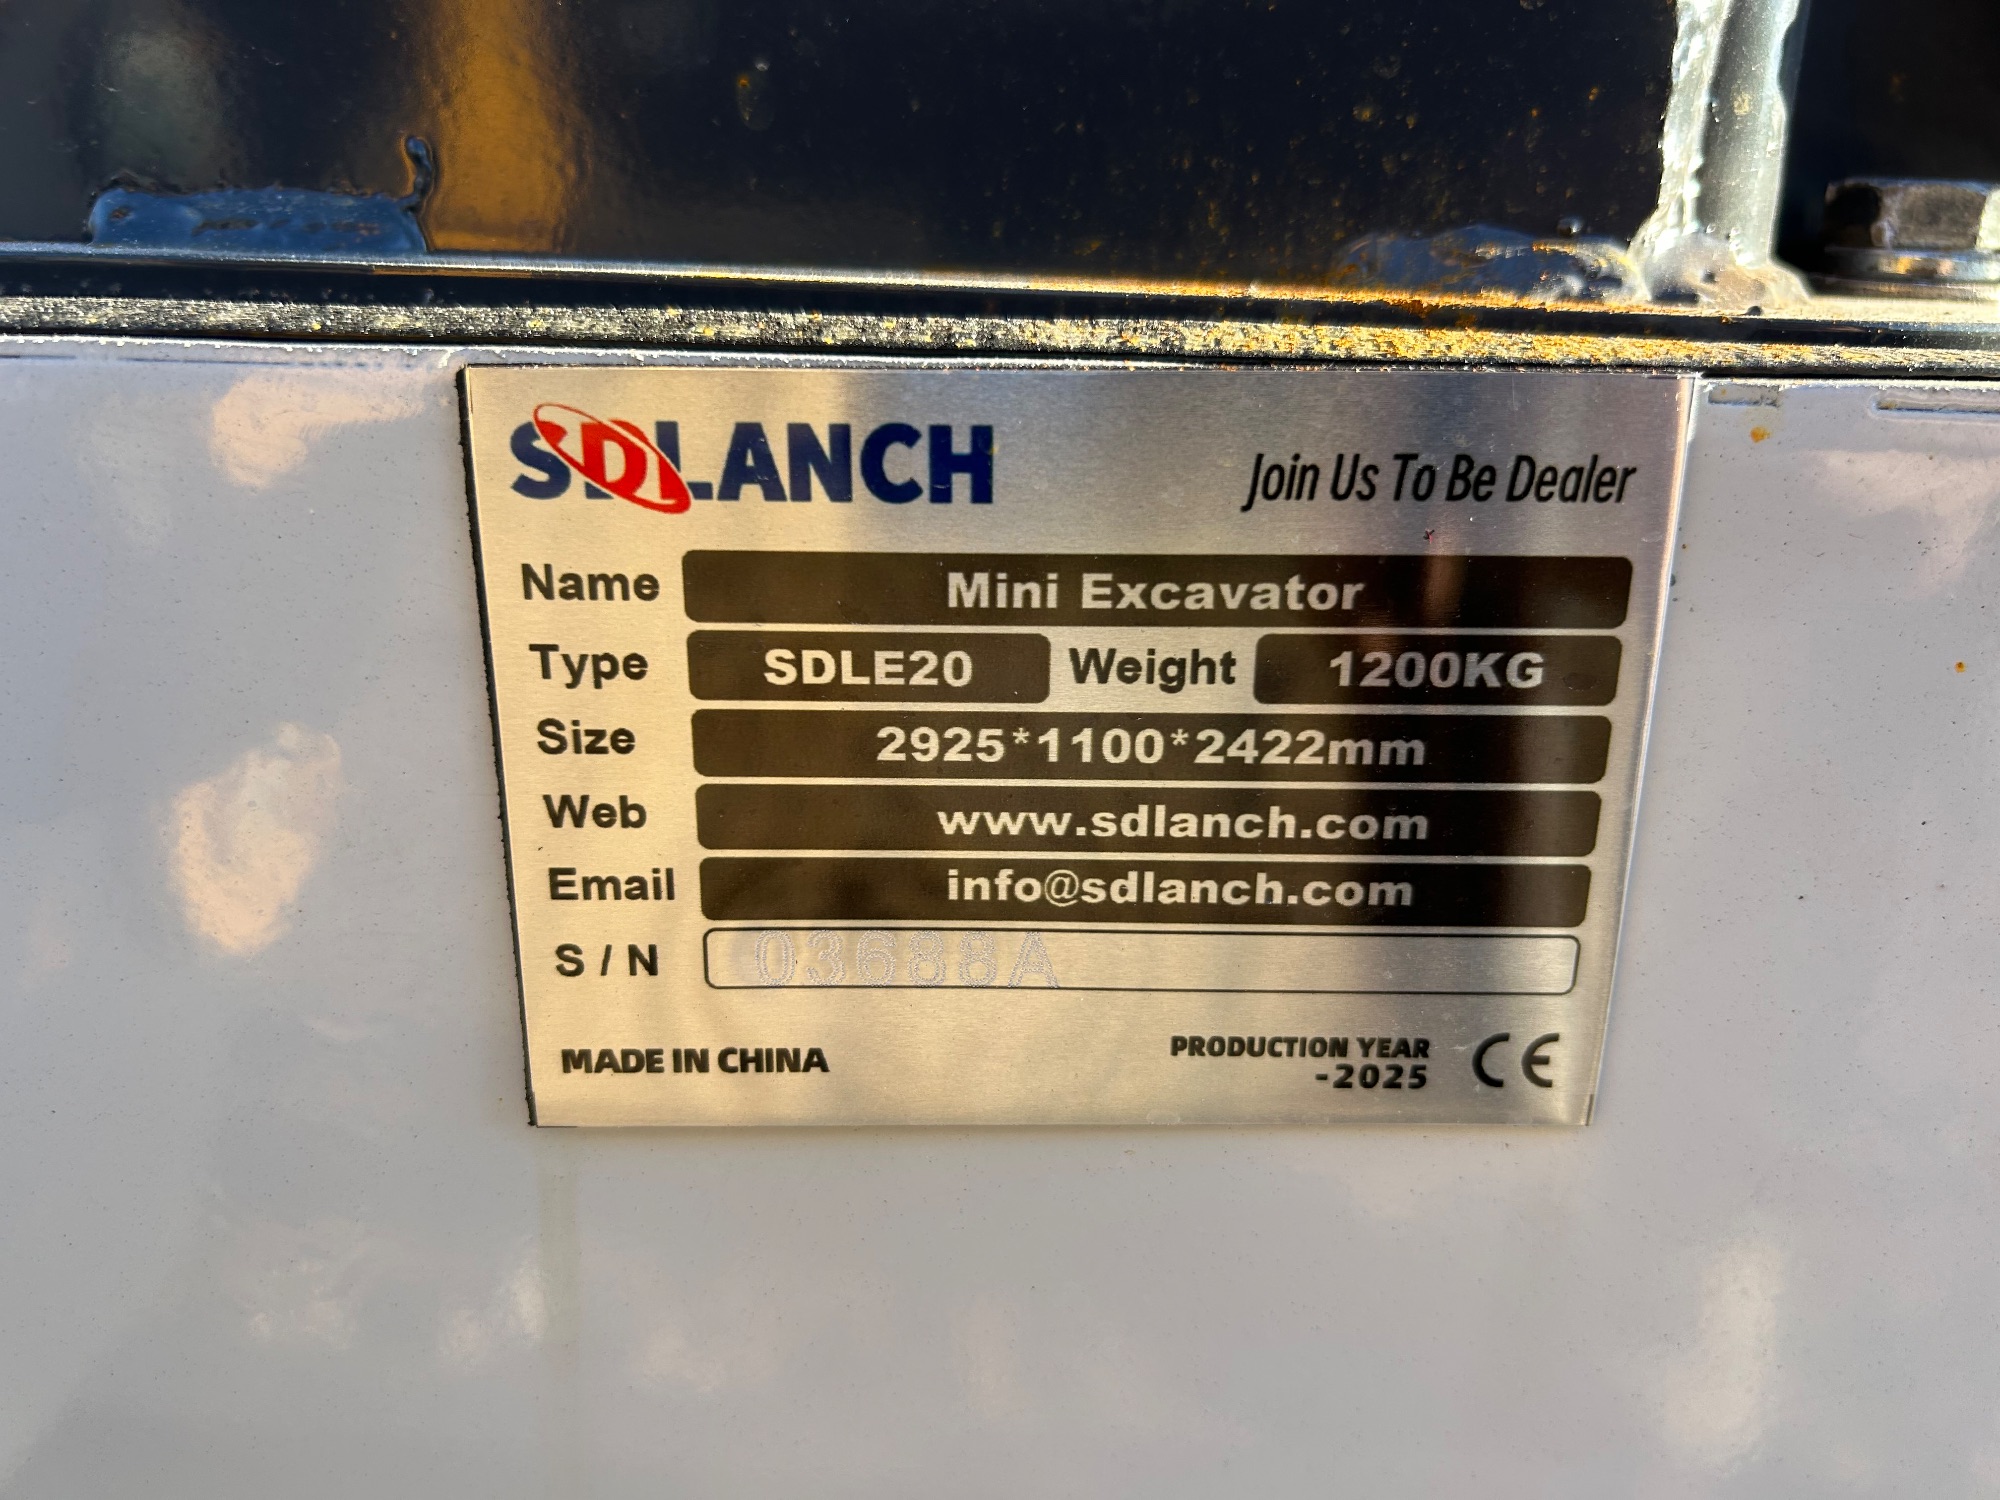 SDLANCH
Join Us To Be Dealer
Name Mini Excavator
Type SDLE20 Weight 1200KG
Size 2925*1100*2422mm
Web www.sdlanch.com
Email info@sdlanch.com
S / N 03688A
MADE IN CHINA
PRODUCTION YEAR
-2025
CE